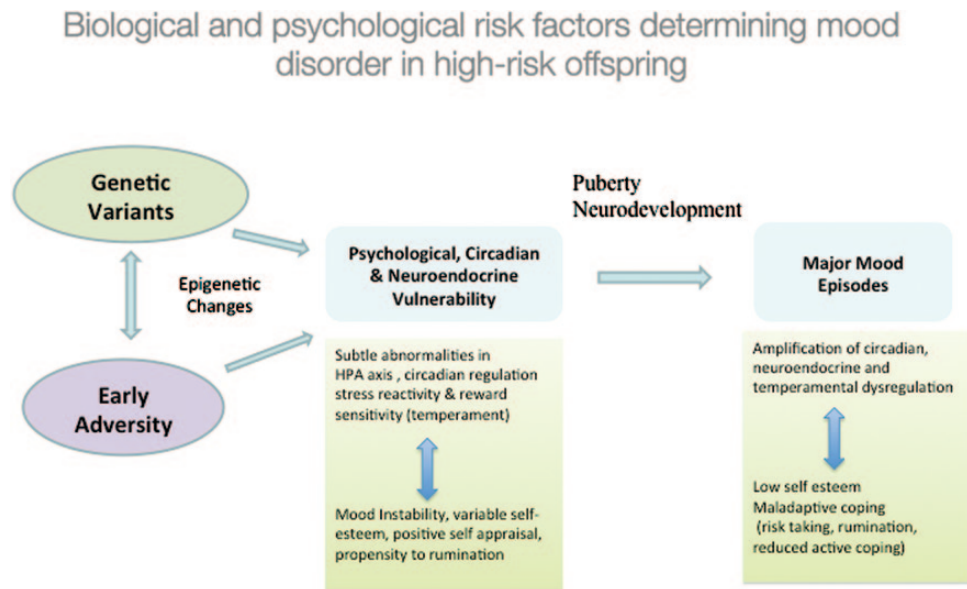 Biological and psychological risk factors determining mood
disorder in high-risk offspring
Genetic
Variants
Epigenetic
Changes
Early
Adversity
Psychological, Circadian
& Neuroendocrine
Vulnerability
Subtle abnormalities in
HPA axis , circadian regulation
stress reactivity & reward
sensitivity (temperament)
Mood Instability, variable self-
esteem, positive self appraisal,
propensity to rumination
Puberty
Neurodevelopment
Major Mood
Episodes
Amplification of circadian,
neuroendocrine and
temperamental dysregulation
Low self esteem
Maladaptive coping
(risk taking, rumination,
reduced active coping)